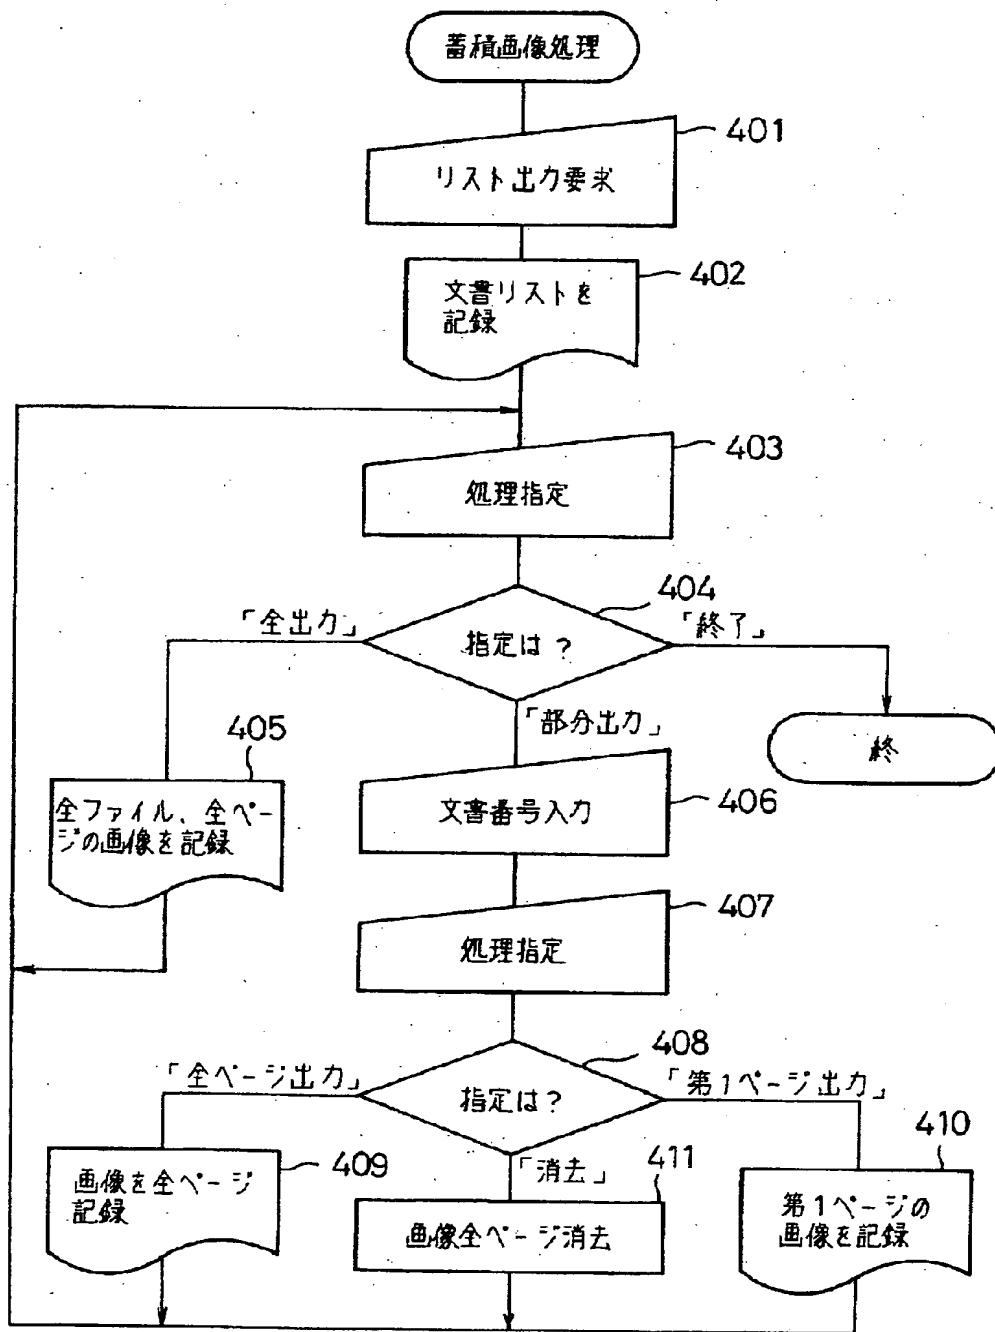 蓄積画像処理
401
リスト出力要求
402
文書リストを
記録
403
処理指定
404
「全出力」
指定は？
「終了」
「部分出力」
405
終
全ファイル、全ペー
ジの画像を記録
文書番号入力
406
407
処理指定
408
「全ページ出力」
指定は？
「第1ページ出力」
410
「消去」
411
409
画像を全ページ
記録
画像全ページ消去
第1ページの
画像を記録